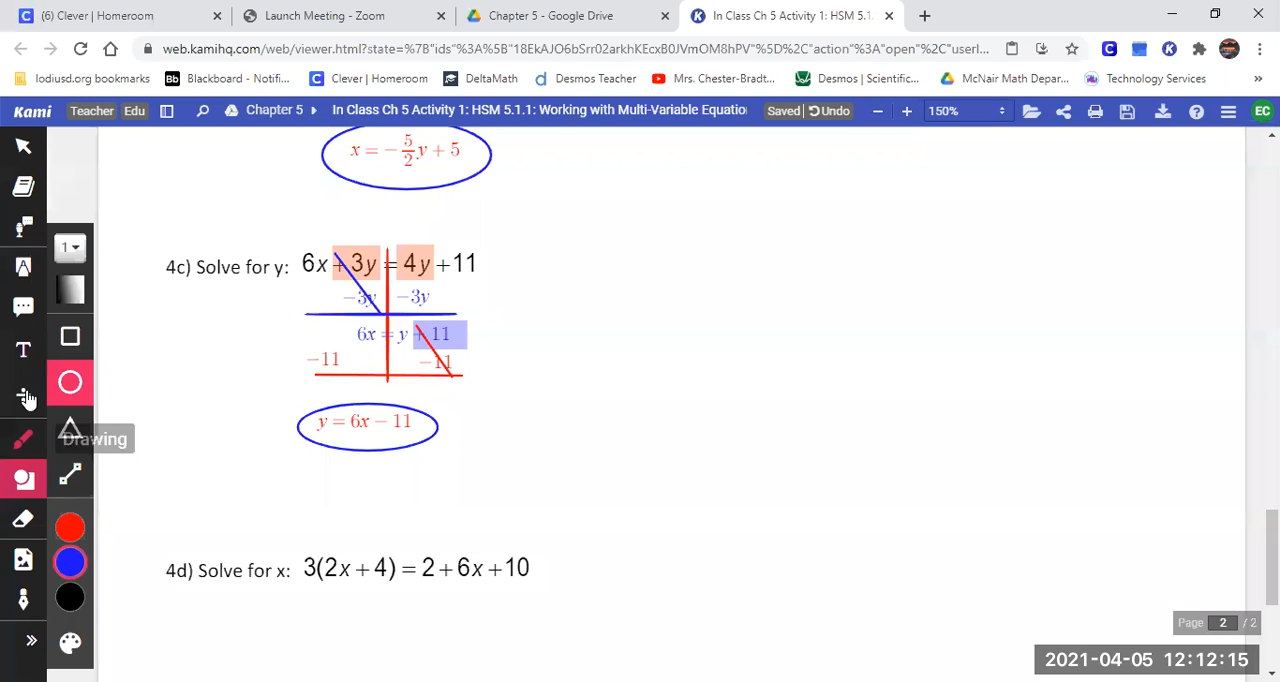 (6) Clever | Homeroom
Launch Meeting - Zoom
Chapter 5 - Google Drive
In Class Ch 5 Activity 1: HSM 5.1.
web.kamihq.com/web/viewer.html?state=%7B"ids"%3A%5B"18EkAJO6bSrr02arkhKEcxB0JVmOM8hPV"%5D%2C"action"%3A"open"%2C"userI...
lodiusd.org bookmarks
Bb Blackboard - Notifi...
Clever | Homeroom
DeltaMath
Desmos Teacher
Mrs. Chester-Bradt...
Desmos | Scientific...
McNair Math Depar...
Technology Services
»
Kami Teacher Edu
Chapter 5
In Class Ch 5 Activity 1: HSM 5.1.1: Working with Multi-Variable Equatio
Saved | Undo
150%
EC
x = −5/2 y + 5
4c) Solve for y: 6x + 3y = 4y + 11
−3y −3y
6x = y + 11
−11 −11
y = 6x − 11
4d) Solve for x: 3(2x + 4) = 2 + 6x + 10
1
T
Drawing
Page 2 / 2
2021-04-05 12:12:15